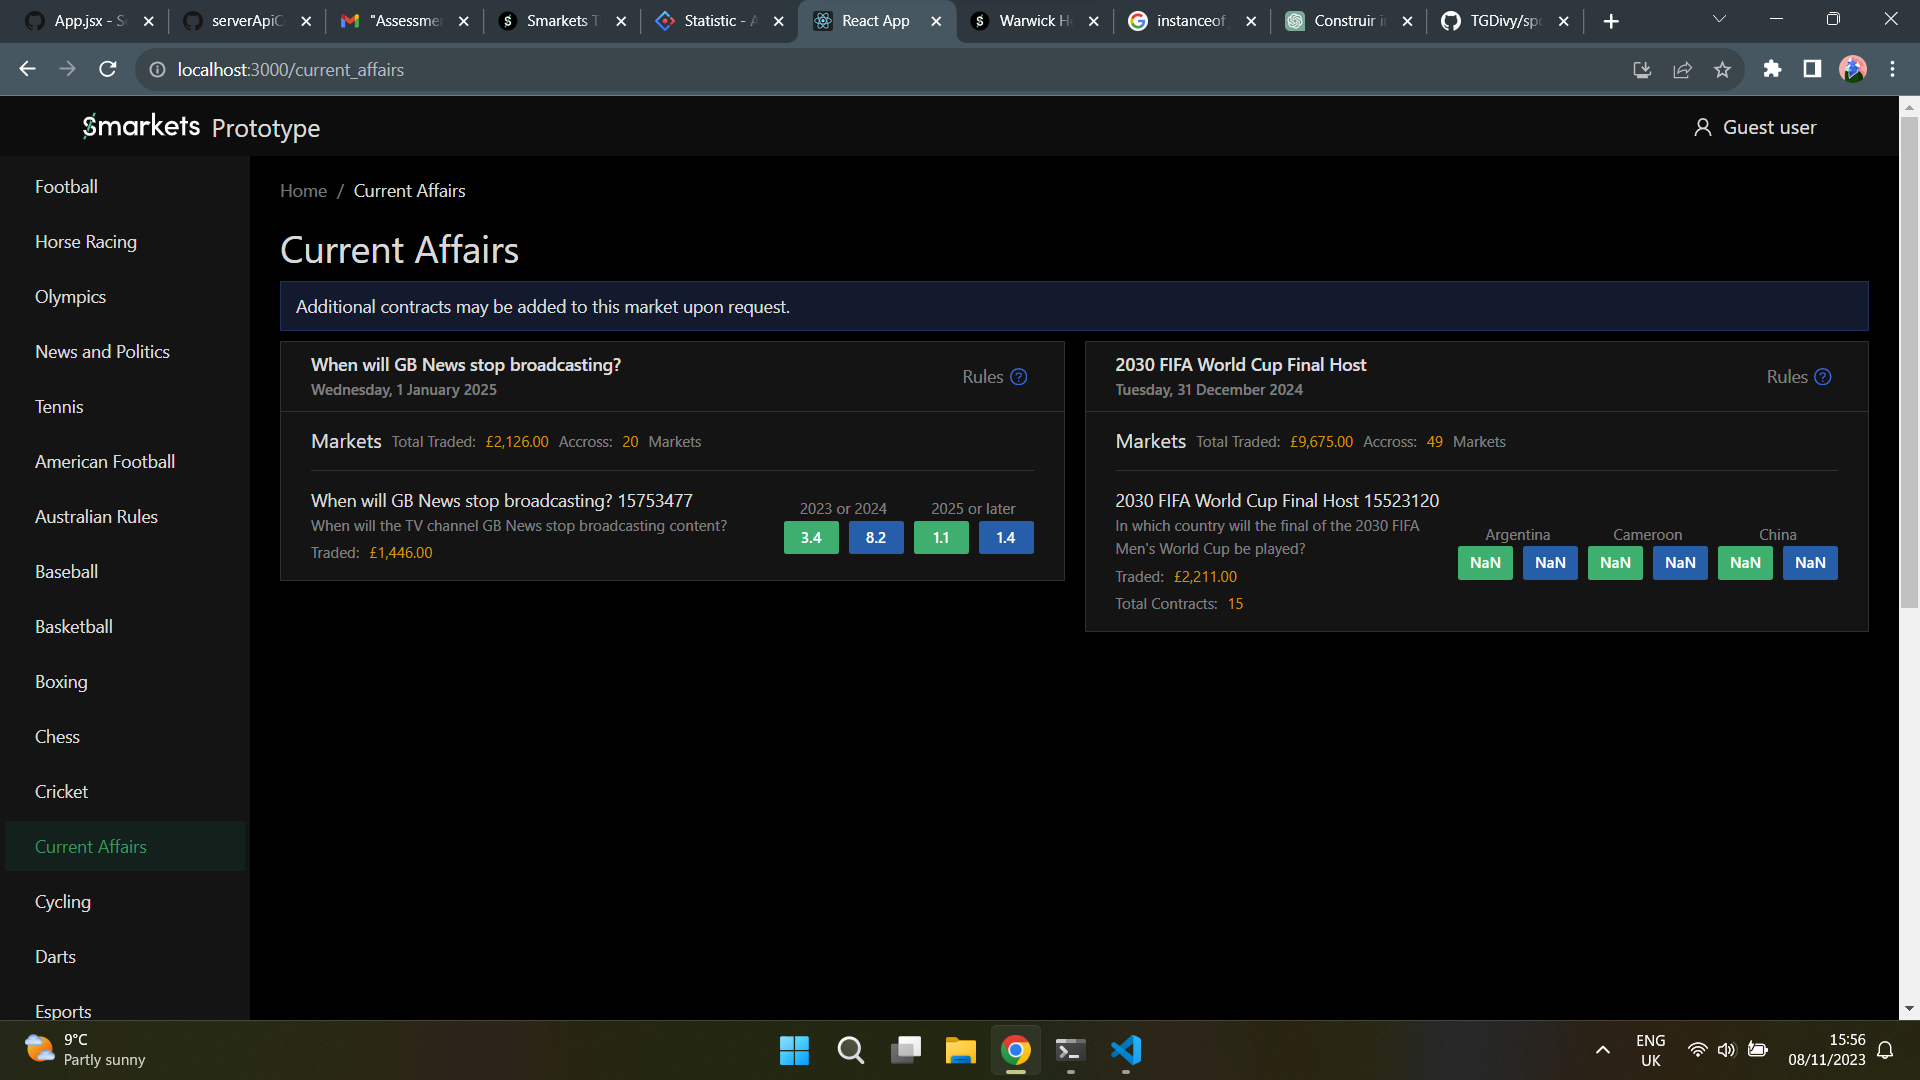 App.jsx - S
serverApiC
"Assessme
Smarkets T
Statistic - A
React App
Warwick H
instanceof
Construir i
TGDivy/spo
localhost:3000/current_affairs
Smarkets Prototype
Guest user
Football
Horse Racing
Olympics
News and Politics
Tennis
American Football
Australian Rules
Baseball
Basketball
Boxing
Chess
Cricket
Current Affairs
Cycling
Darts
Esports
Home / Current Affairs
Current Affairs
Additional contracts may be added to this market upon request.
When will GB News stop broadcasting?
Wednesday, 1 January 2025
Rules
Markets Total Traded: £2,126.00 Accross: 20 Markets
When will GB News stop broadcasting? 15753477
When will the TV channel GB News stop broadcasting content?
Traded: £1,446.00
2023 or 2024 2025 or later
3.4 8.2 1.1 1.4
2030 FIFA World Cup Final Host
Tuesday, 31 December 2024
Rules
Markets Total Traded: £9,675.00 Accross: 49 Markets
2030 FIFA World Cup Final Host 15523120
In which country will the final of the 2030 FIFA
Men's World Cup be played?
Traded: £2,211.00
Total Contracts: 15
Argentina Cameroon China
NaN NaN NaN NaN NaN NaN
9°C
Partly sunny
ENG
UK
15:56
08/11/2023